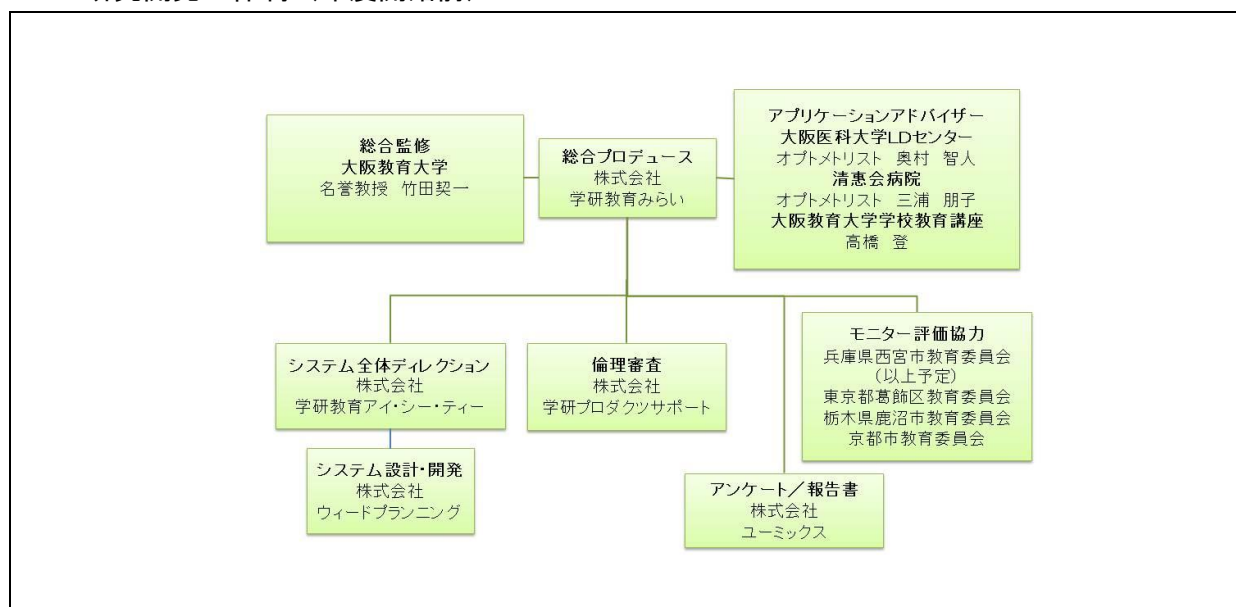 総合監修
大阪教育大学
名誉教授 竹田契一
総合プロデュース
株式会社
学研教育みらい
アプリケーションアドバイザー
大阪医科大学LDセンター
オプトメトリスト 奥村 智人
清恵会病院
オプトメトリスト 三浦 朋子
大阪教育大学学校教育講座
高橋 登
システム全体ディレクション
株式会社
学研教育アイ・シー・ティー
倫理審査
株式会社
学研プロダクツサポート
モニター評価協力
兵庫県西宮市教育委員会
(以上予定)
東京都葛飾区教育委員会
栃木県鹿沼市教育委員会
京都市教育委員会
システム設計・開発
株式会社
ウィードプランニング
アンケート/報告書
株式会社
ユーミックス